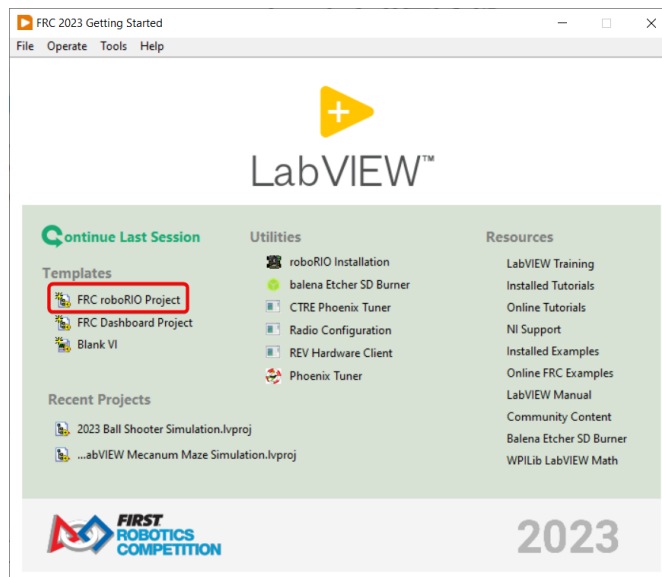 FRC 2023 Getting Started
File Operate Tools Help
LabVIEW™
Continue Last Session
Templates
FRC roboRIO Project
FRC Dashboard Project
Blank VI
Recent Projects
2023 Ball Shooter Simulation.lvproj
...abVIEW Mecanum Maze Simulation.lvproj
Utilities
roboRIO Installation
balena Etcher SD Burner
CTRE Phoenix Tuner
Radio Configuration
REV Hardware Client
Phoenix Tuner
Resources
LabVIEW Training
Installed Tutorials
Online Tutorials
NI Support
Installed Examples
Online FRC Examples
LabVIEW Manual
Community Content
Balena Etcher SD Burner
WPILib LabVIEW Math
FIRST
ROBOTICS
COMPETITION
2023